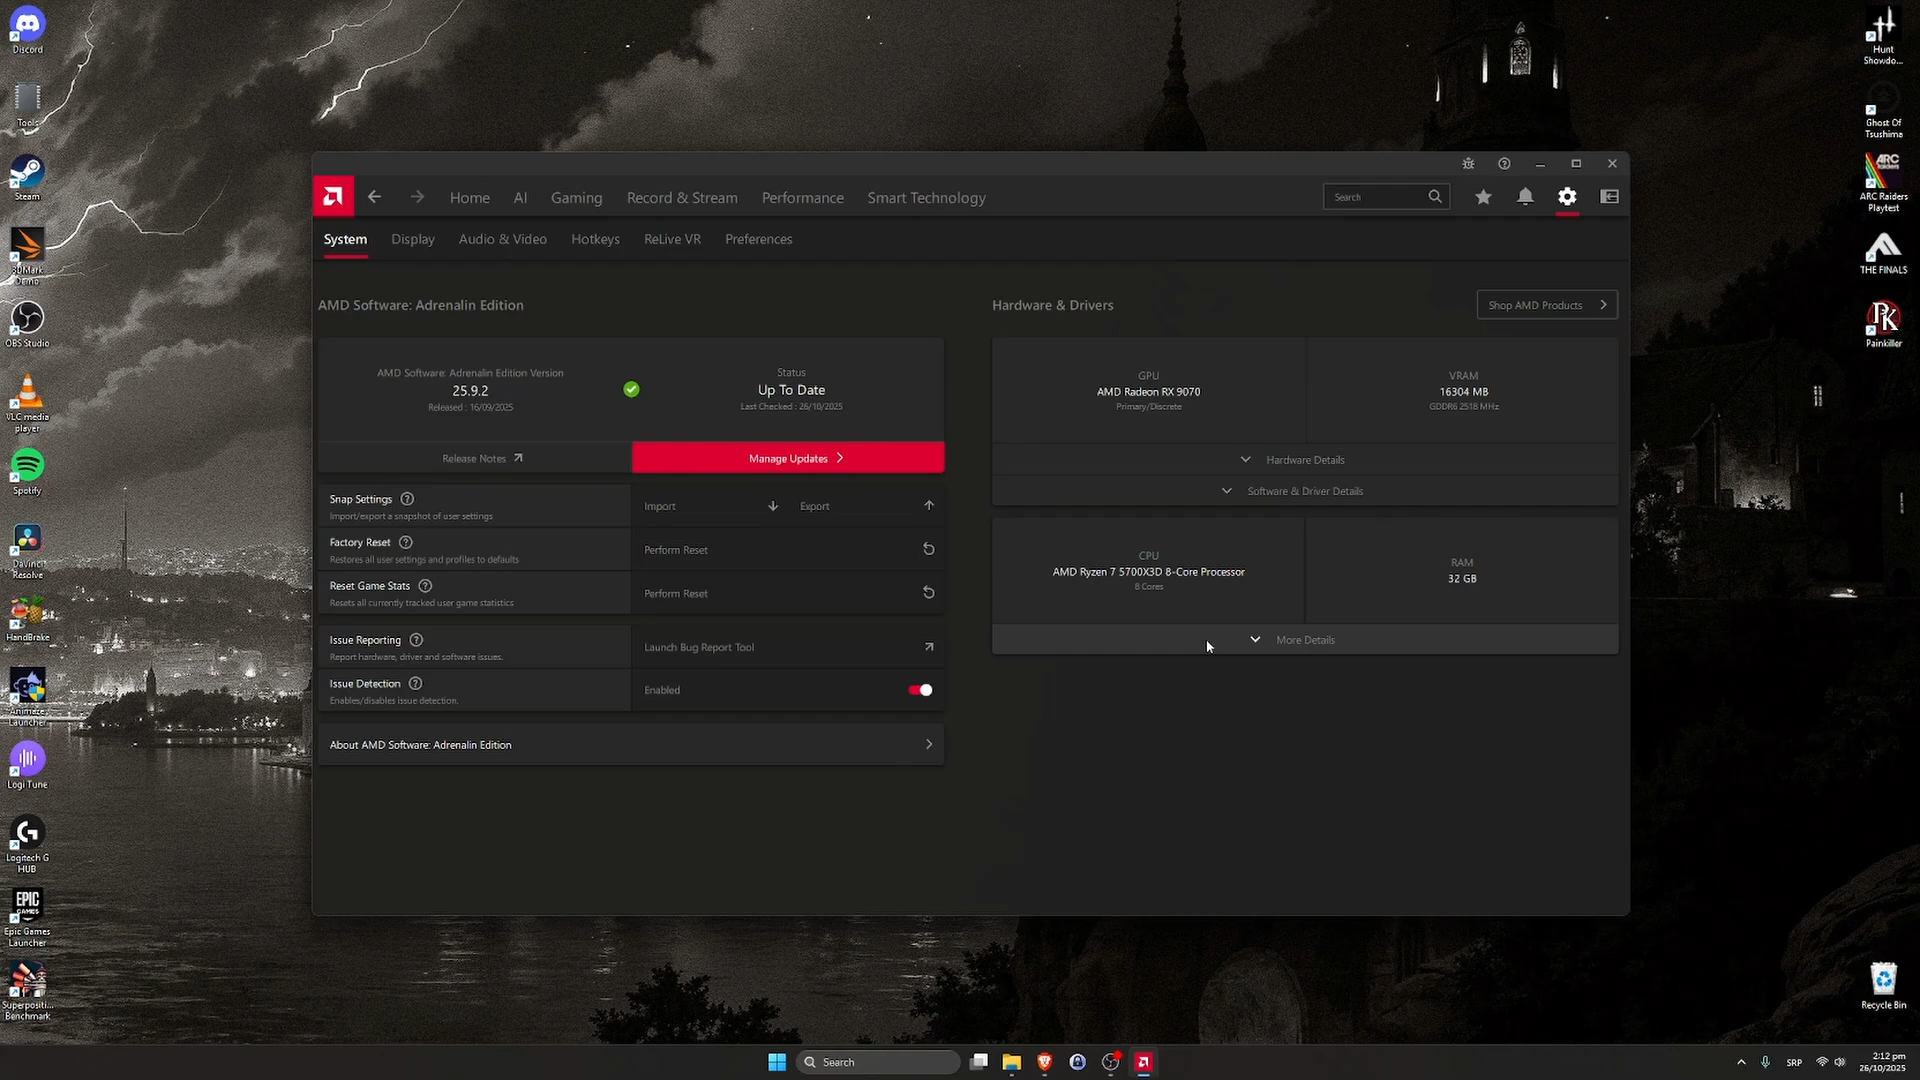 Discord
Tools
Steam
3DMark
Demo
OBS Studio
VLC media
player
Spotify
DaVinci
Resolve
HandBrake
Animaze
Launcher
Logi Tune
Logitech G
HUB
EPIC
GAMES
Epic Games
Launcher
Superpositi...
Benchmark
Home
AI
Gaming
Record & Stream
Performance
Smart Technology
Search
System
Display
Audio & Video
Hotkeys
ReLive VR
Preferences
AMD Software: Adrenalin Edition
AMD Software: Adrenalin Edition Version
25.9.2
Released : 16/09/2025
Status
Up To Date
Last Checked : 26/10/2025
Release Notes
Manage Updates
Snap Settings
Import/export a snapshot of user settings
Import
Export
Factory Reset
Restores all user settings and profiles to defaults
Perform Reset
Reset Game Stats
Resets all currently tracked user game statistics
Perform Reset
Issue Reporting
Report hardware, driver and software issues.
Launch Bug Report Tool
Issue Detection
Enables/disables issue detection.
Enabled
About AMD Software: Adrenalin Edition
Hardware & Drivers
Shop AMD Products
GPU
AMD Radeon RX 9070
Primary/Discrete
VRAM
16304 MB
GDDR6 2518 MHz
Hardware Details
Software & Driver Details
CPU
AMD Ryzen 7 5700X3D 8-Core Processor
8 Cores
RAM
32 GB
More Details
Hunt
Showdo...
Ghost Of
Tsushima
ARC
Raiders
ARC Raiders
Playtest
THE FINALS
PK
Painkiller
Recycle Bin
Search
SRP
2:12 pm
26/10/2025